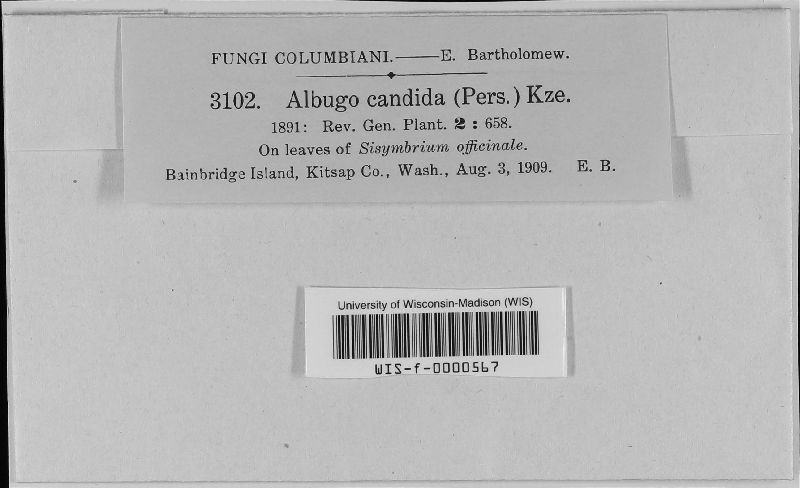 FUNGI COLUMBIANI.——E. Bartholomew.
3102. Albugo candida (Pers.) Kze.
1891: Rev. Gen. Plant. 2 : 658.
On leaves of Sisymbrium officinale.
Bainbridge Island, Kitsap Co., Wash., Aug. 3, 1909. E. B.
University of Wisconsin-Madison (WIS)
WIS-f-0000567